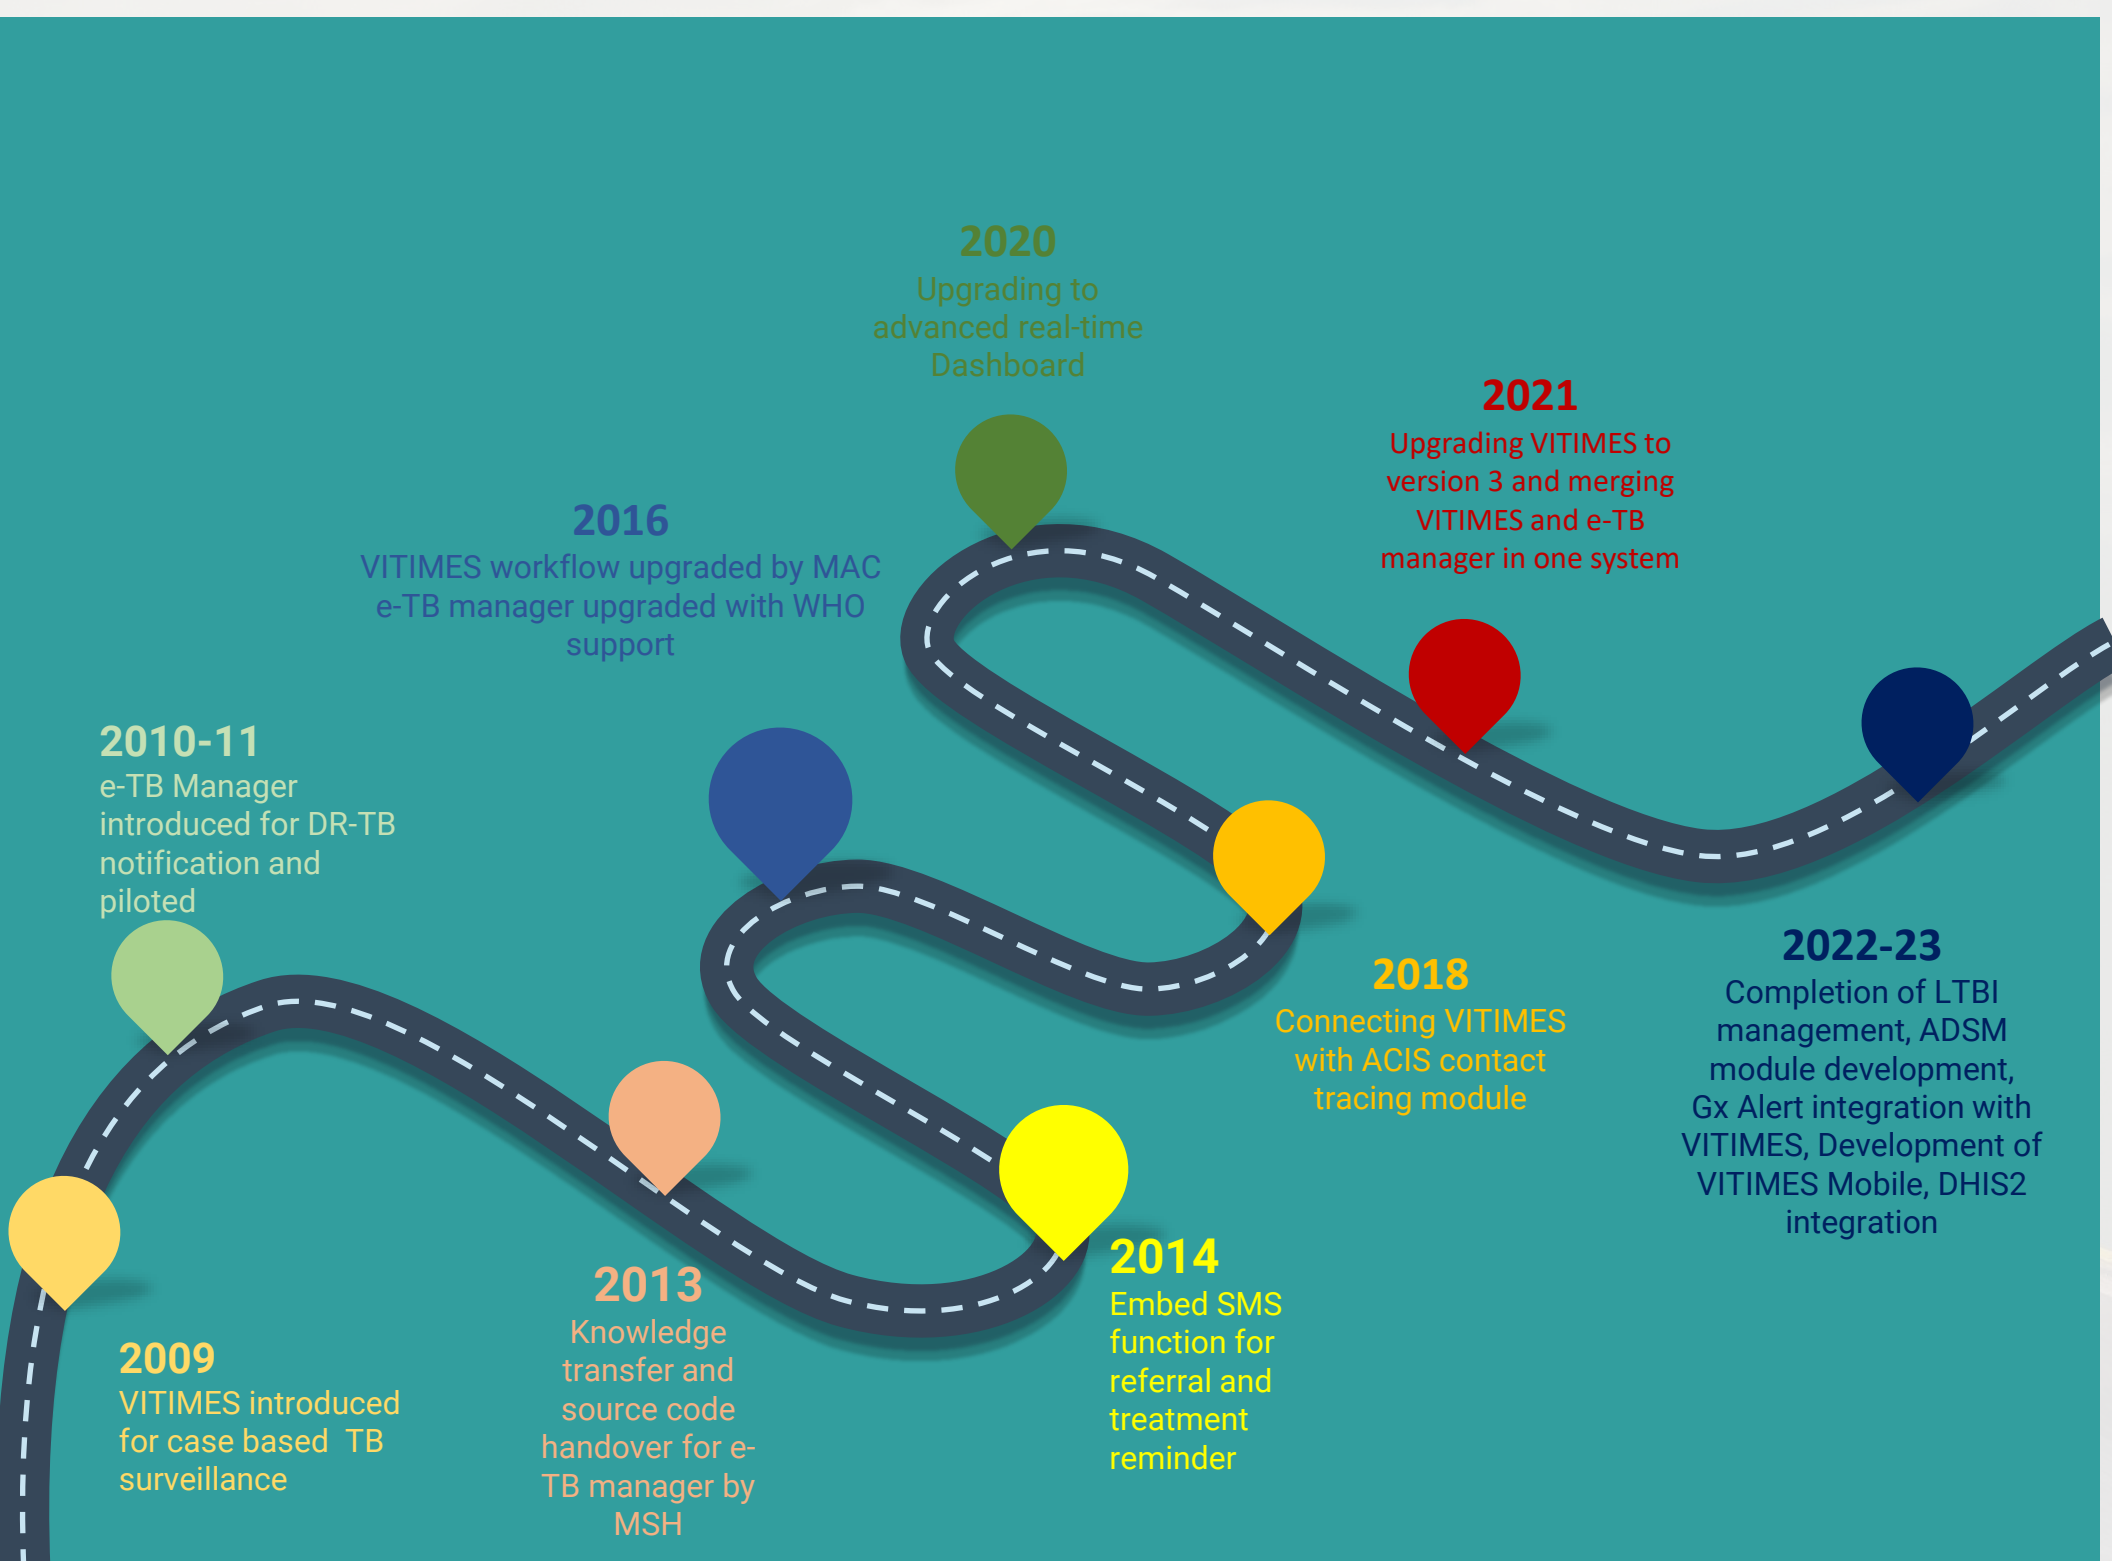 2020
Upgrading to
advanced real-time
Dashboard
2021
Upgrading VITIMES to
version 3 and merging
VITIMES and e-TB
manager in one system
2016
VITIMES workflow upgraded by MAC
e-TB manager upgraded with WHO
support
2010-11
e-TB Manager
introduced for DR-TB
notification and
piloted
2018
Connecting VITIMES
with ACIS contact
tracing module
2022-23
Completion of LTBI
management, ADSM
module development,
Gx Alert integration with
VITIMES, Development of
VITIMES Mobile, DHIS2
integration
2009
VITIMES introduced
for case based  TB
surveillance
2013
Knowledge
transfer and
source code
handover for e-
TB manager by
MSH
2014
Embed SMS
function for
referral and
treatment
reminder